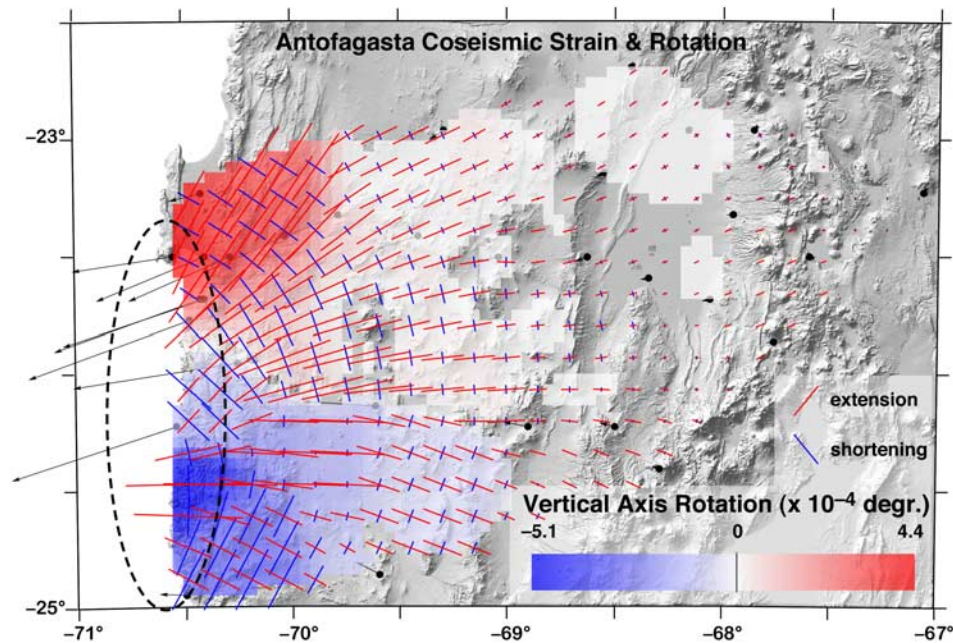 Antofagasta Coseismic Strain & Rotation
−23°
extension
shortening
Vertical Axis Rotation (x 10−4 degr.)
−5.1 0 4.4
−25°
−71° −70° −69° −68° −67°